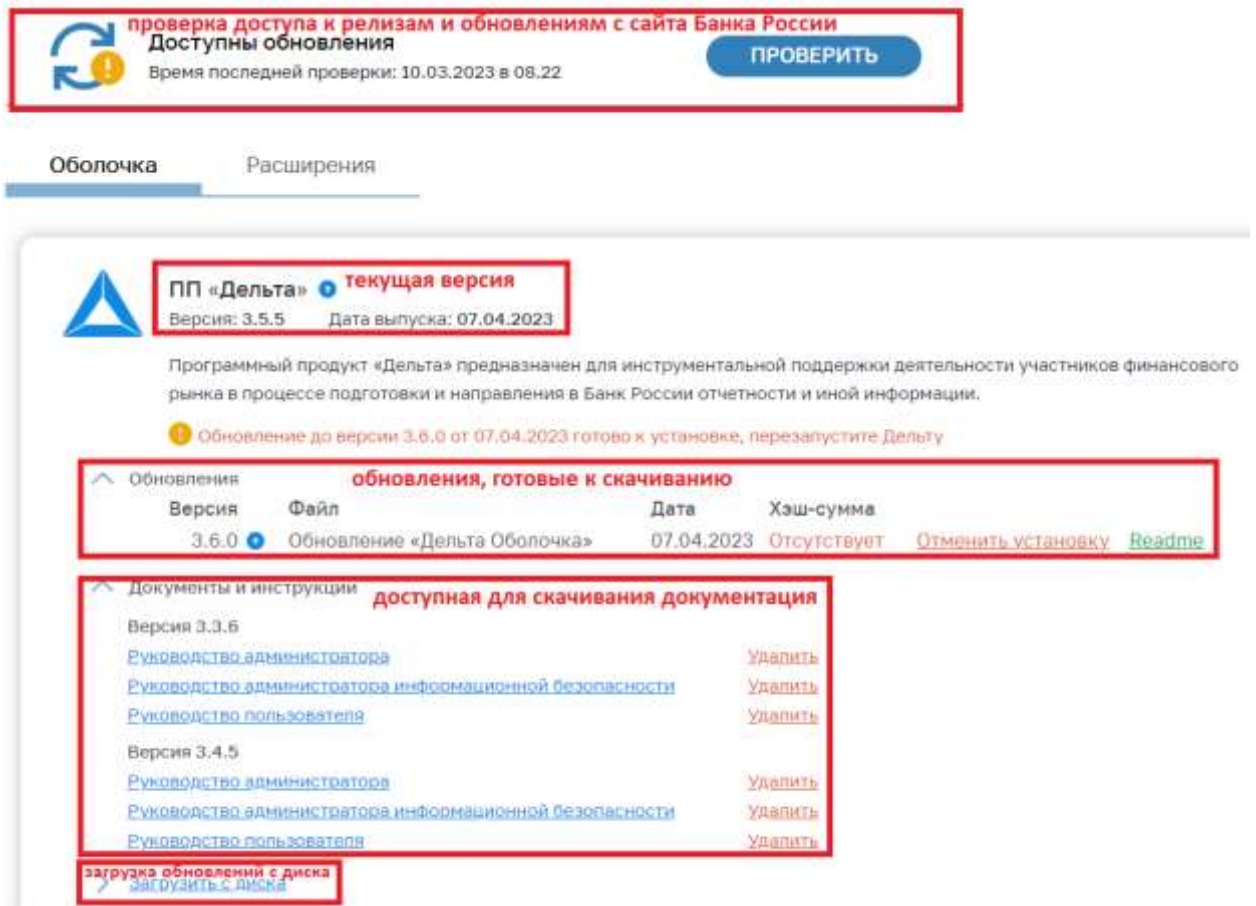 проверка доступа к релизам и обновлениям с сайта Банка России
Доступны обновления
Время последней проверки: 10.03.2023 в 08.22
ПРОВЕРИТЬ
Оболочка Расширения
ПП «Дельта» текущая версия
Версия: 3.5.5 Дата выпуска: 07.04.2023
Программный продукт «Дельта» предназначен для инструментальной поддержки деятельности участников финансового
рынка в процессе подготовки и направления в Банк России отчетности и иной информации.
Обновление до версии 3.6.0 от 07.04.2023 готово к установке, перезапустите Дельту
Обновления обновления, готовые к скачиванию
Версия Файл Дата Хэш-сумма
3.6.0 Обновление «Дельта Оболочка» 07.04.2023 Отсутствует Отменить установку Readme
Документы и инструкции доступная для скачивания документация
Версия 3.3.6
Руководство администратора Удалить
Руководство администратора информационной безопасности Удалить
Руководство пользователя Удалить
Версия 3.4.5
Руководство администратора Удалить
Руководство администратора информационной безопасности Удалить
Руководство пользователя Удалить
загрузка обновлений с диска
Загрузить с диска